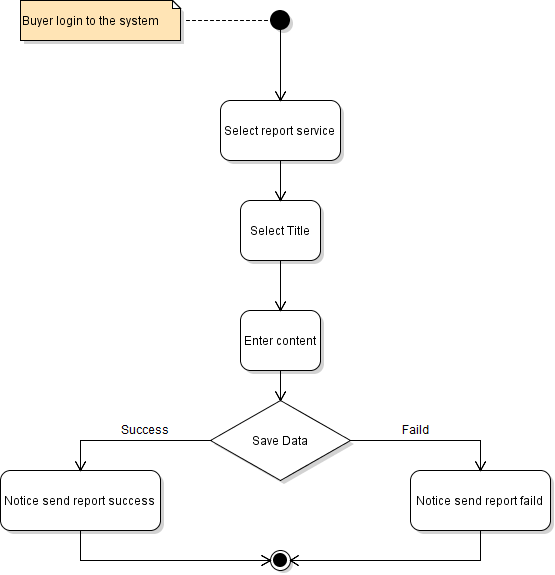 Buyer login to the system
Select report service
Select Title
Enter content
Success
Save Data
Faild
Notice send report success
Notice send report faild